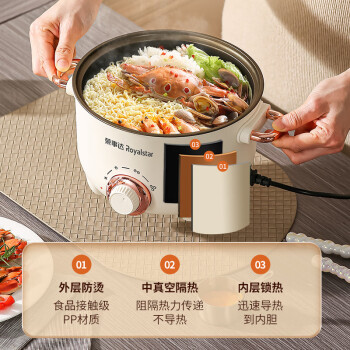 荣事达 Royalstar
03
02
01
01 02 03
外层防烫 中真空隔热 内层锁热
食品接触级 阻隔热力传递 迅速导热
PP材质 不导热 到内胆